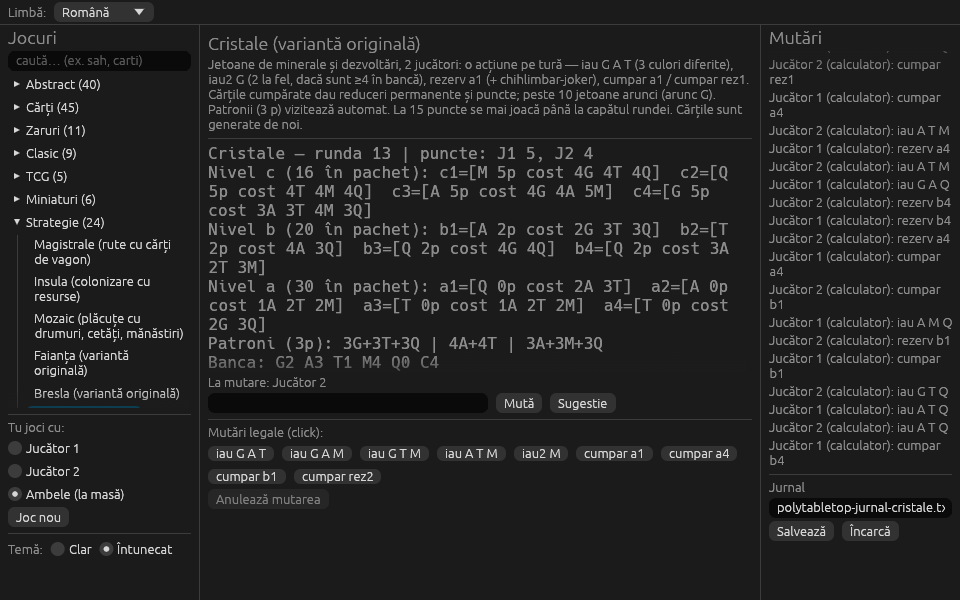 Limbă: Română
Jocuri
caută... (ex. sah, carti)
Abstract (40)
Cărți (45)
Zaruri (11)
Clasic (9)
TCG (5)
Miniaturi (6)
Strategie (24)
Magistrale (rute cu cărți
de vagon)
Insula (colonizare cu
resurse)
Mozaic (plăcuțe cu
drumuri, cetăți, mănăstiri)
Faianța (variantă
originală)
Bresla (variantă originală)
Tu joci cu:
Jucător 1
Jucător 2
Ambele (la masă)
Joc nou
Temă: Clar Întunecat
Cristale (variantă originală)
Jetoane de minerale și dezvoltări, 2 jucători: o acțiune pe tură — iau G A T (3 culori diferite),
iau2 G (2 la fel, dacă sunt ≥4 în bancă), rezerv a1 (+ chihlimbar-joker), cumpar a1 / cumpar rez1.
Cărțile cumpărate dau reduceri permanente și puncte; peste 10 jetoane arunci (arunc G).
Patronii (3 p) vizitează automat. La 15 puncte se mai joacă până la capătul rundei. Cărțile sunt
generate de noi.
Cristale — runda 13 | puncte: J1 5, J2 4
Nivel c (16 în pachet): c1=[M 5p cost 4G 4T 4Q] c2=[Q
5p cost 4T 4M 4Q] c3=[A 5p cost 4G 4A 5M] c4=[G 5p
cost 3A 3T 4M 3Q]
Nivel b (20 în pachet): b1=[A 2p cost 2G 3T 3Q] b2=[T
2p cost 4A 3Q] b3=[Q 2p cost 4G 4Q] b4=[Q 2p cost 3A
2T 3M]
Nivel a (30 în pachet): a1=[Q 0p cost 2A 3T] a2=[A 0p
cost 1A 2T 2M] a3=[T 0p cost 1A 2T 2M] a4=[T 0p cost
2G 3Q]
Patroni (3p): 3G+3T+3Q | 4A+4T | 3A+3M+3Q
Banca: G2 A3 T1 M4 Q0 C4
La mutare: Jucător 2
Mută Sugestie
Mutări legale (click):
iau G A T iau G A M iau G T M iau A T M iau2 M cumpar a1 cumpar a4
cumpar b1 cumpar rez2
Anulează mutarea
Mutări
Jucător 2 (calculator): cumpar
rez1
Jucător 1 (calculator): cumpar
a4
Jucător 2 (calculator): iau A T M
Jucător 1 (calculator): rezerv a4
Jucător 2 (calculator): iau A T M
Jucător 1 (calculator): iau G A Q
Jucător 2 (calculator): rezerv b4
Jucător 1 (calculator): rezerv b4
Jucător 2 (calculator): rezerv a4
Jucător 1 (calculator): cumpar
a4
Jucător 2 (calculator): cumpar
b1
Jucător 1 (calculator): iau A M Q
Jucător 2 (calculator): rezerv b1
Jucător 1 (calculator): cumpar
b1
Jucător 2 (calculator): iau G T Q
Jucător 1 (calculator): iau A T Q
Jucător 2 (calculator): iau A T Q
Jucător 1 (calculator): cumpar
b4
Jurnal
polytabletop-jurnal-cristale.tx
Salvează Încarcă